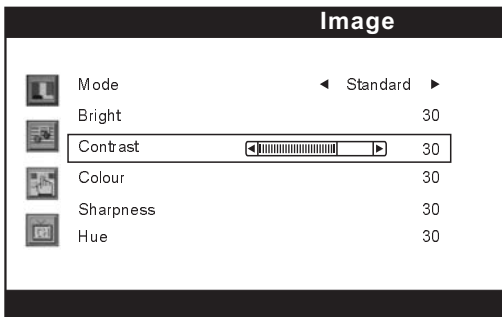 Image
Mode ◀ Standard ▶
Bright 30
Contrast 30
Colour 30
Sharpness 30
Hue 30